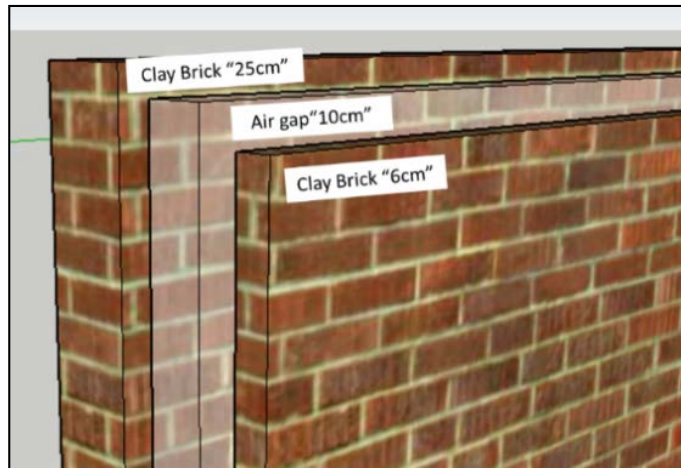 Clay Brick “25cm”
Air gap“10cm”
Clay Brick “6cm”